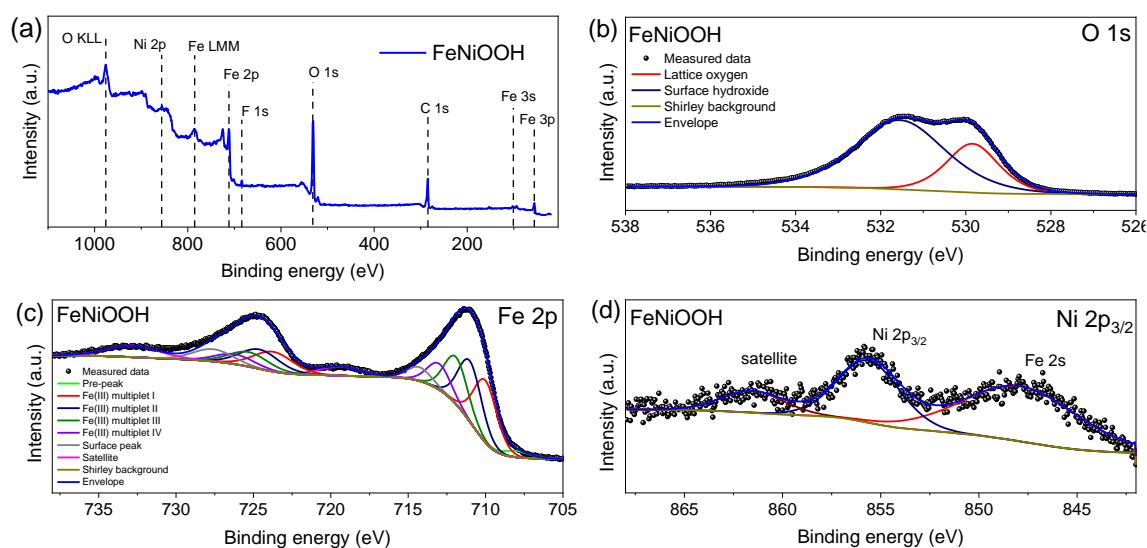 (a)
O KLL
Ni 2p
Fe LMM
Fe 2p
F 1s
O 1s
C 1s
Fe 3s
Fe 3p
FeNiOOH
Intensity (a.u.)
1000 800 600 400 200
Binding energy (eV)
(b)
FeNiOOH
O 1s
Measured data
Lattice oxygen
Surface hydroxide
Shirley background
Envelope
Intensity (a.u.)
538 536 534 532 530 528 526
Binding energy (eV)
(c)
FeNiOOH
Fe 2p
Measured data
Pre-peak
Fe(III) multiplet I
Fe(III) multiplet II
Fe(III) multiplet III
Fe(III) multiplet IV
Surface peak
Satellite
Shirley background
Envelope
Intensity (a.u.)
735 730 725 720 715 710 705
Binding energy (eV)
(d)
FeNiOOH
Ni 2p3/2
satellite
Ni 2p3/2
Fe 2s
Intensity (a.u.)
865 860 855 850 845
Binding energy (eV)